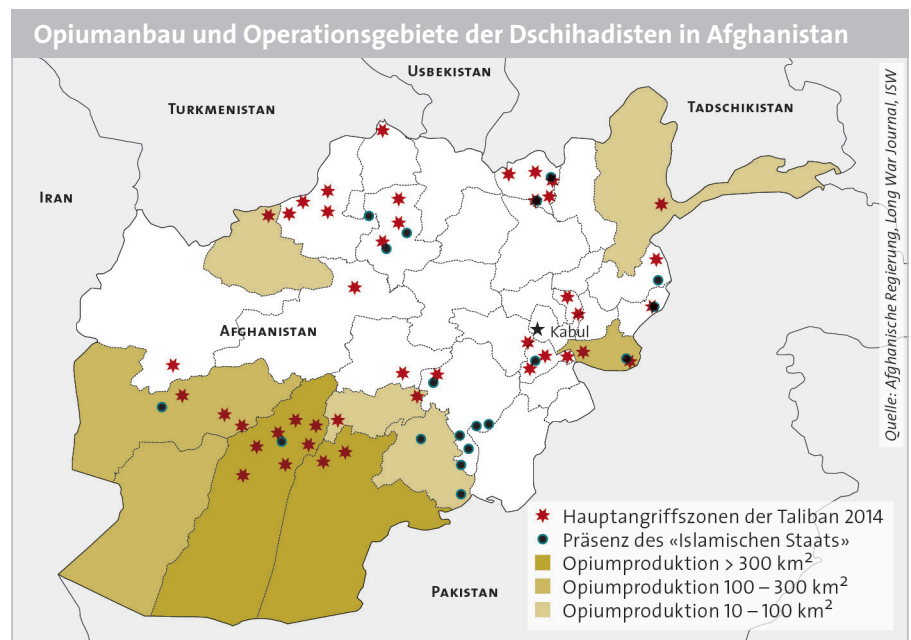 Opiumanbau und Operationsgebiete der Dschihadisten in Afghanistan
Usbekistan
Turkmenistan
Tadschikistan
Iran
Afghanistan
Kabul
Pakistan
Hauptangriffszonen der Taliban 2014
Präsenz des «Islamischen Staats»
Opiumproduktion > 300 km²
Opiumproduktion 100 – 300 km²
Opiumproduktion 10 – 100 km²
Quelle: Afghanische Regierung, Long War Journal, ISW